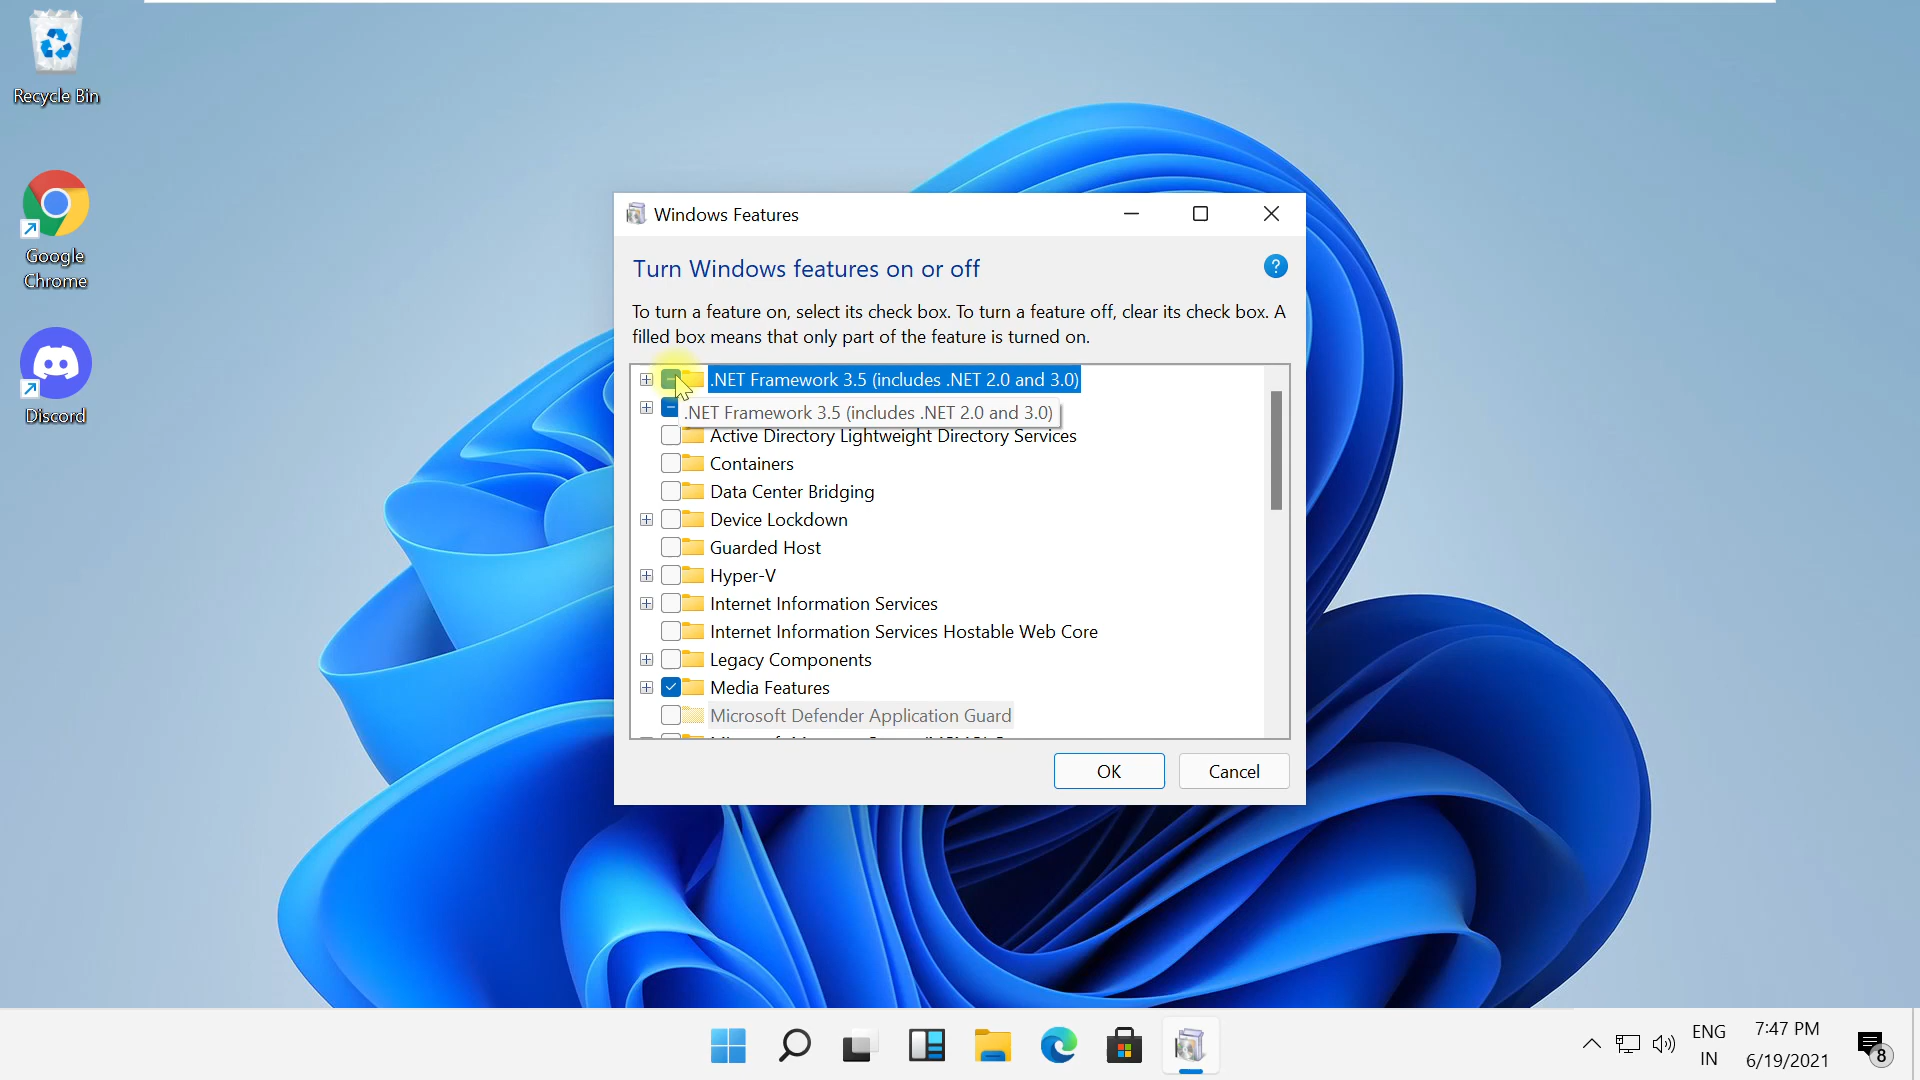 Recycle Bin
Google
Chrome
Discord
Windows Features
Turn Windows features on or off
?
To turn a feature on, select its check box. To turn a feature off, clear its check box. A
filled box means that only part of the feature is turned on.
.NET Framework 3.5 (includes .NET 2.0 and 3.0)
.NET Framework 3.5 (includes .NET 2.0 and 3.0)
Active Directory Lightweight Directory Services
Containers
Data Center Bridging
Device Lockdown
Guarded Host
Hyper-V
Internet Information Services
Internet Information Services Hostable Web Core
Legacy Components
Media Features
Microsoft Defender Application Guard
OK
Cancel
ENG
IN
7:47 PM
6/19/2021
8